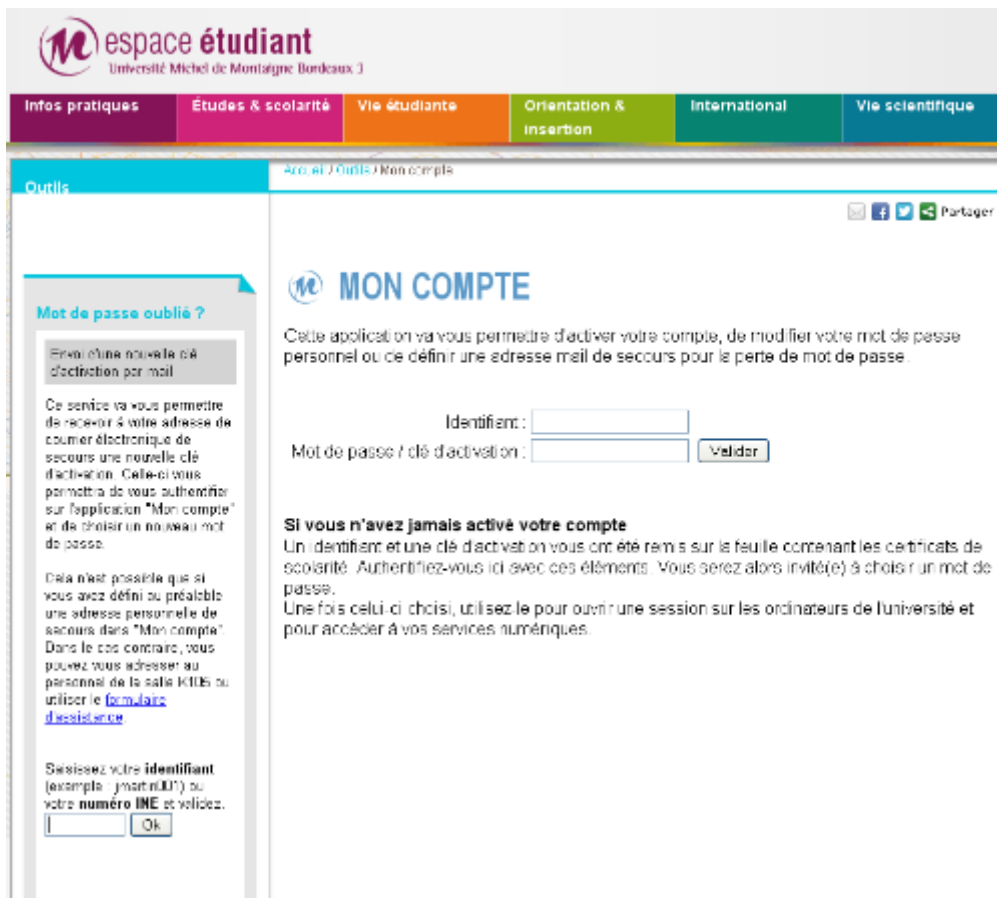 espace étudiant
Université Michel de Montaigne Bordeaux 3
Infos pratiques
Études & scolarité
Vie étudiante
Orientation &
insertion
International
Vie scientifique
Outils
Accueil / Outils / Mon compte
Partager
MON COMPTE
Cette application va vous permettre d'activer votre compte, de modifier votre mot de passe
personnel ou de définir une adresse mail de secours pour la perte de mot de passe.
Identifiant :
Mot de passe / clé d'activation :
Valider
Si vous n'avez jamais activé votre compte
Un identifiant et une clé d'activation vous ont été remis sur la feuille contenant les certificats de
scolarité. Authentifiez-vous ici avec ces éléments. Vous serez alors invité(e) à choisir un mot de
passe.
Une fois celui-ci choisi, utilisez-le pour ouvrir une session sur les ordinateurs de l'université et
pour accéder à vos services numériques.
Mot de passe oublié ?
Envoi d'une nouvelle clé
d'activation par mail
Ce service va vous permettre
de recevoir à votre adresse de
courrier électronique de
secours une nouvelle clé
d'activation. Celle-ci vous
permettra de vous authentifier
sur l'application "Mon compte"
et de choisir un nouveau mot
de passe.
Cela n'est possible que si
vous avez défini au préalable
une adresse personnelle de
secours dans "Mon compte".
Dans le cas contraire, vous
pouvez vous adresser au
personnel de la salle K105 ou
utiliser le formulaire
d'assistance.
Saisissez votre identifiant
(exemple : jmartin001) ou
votre numéro INE et validez.
Ok